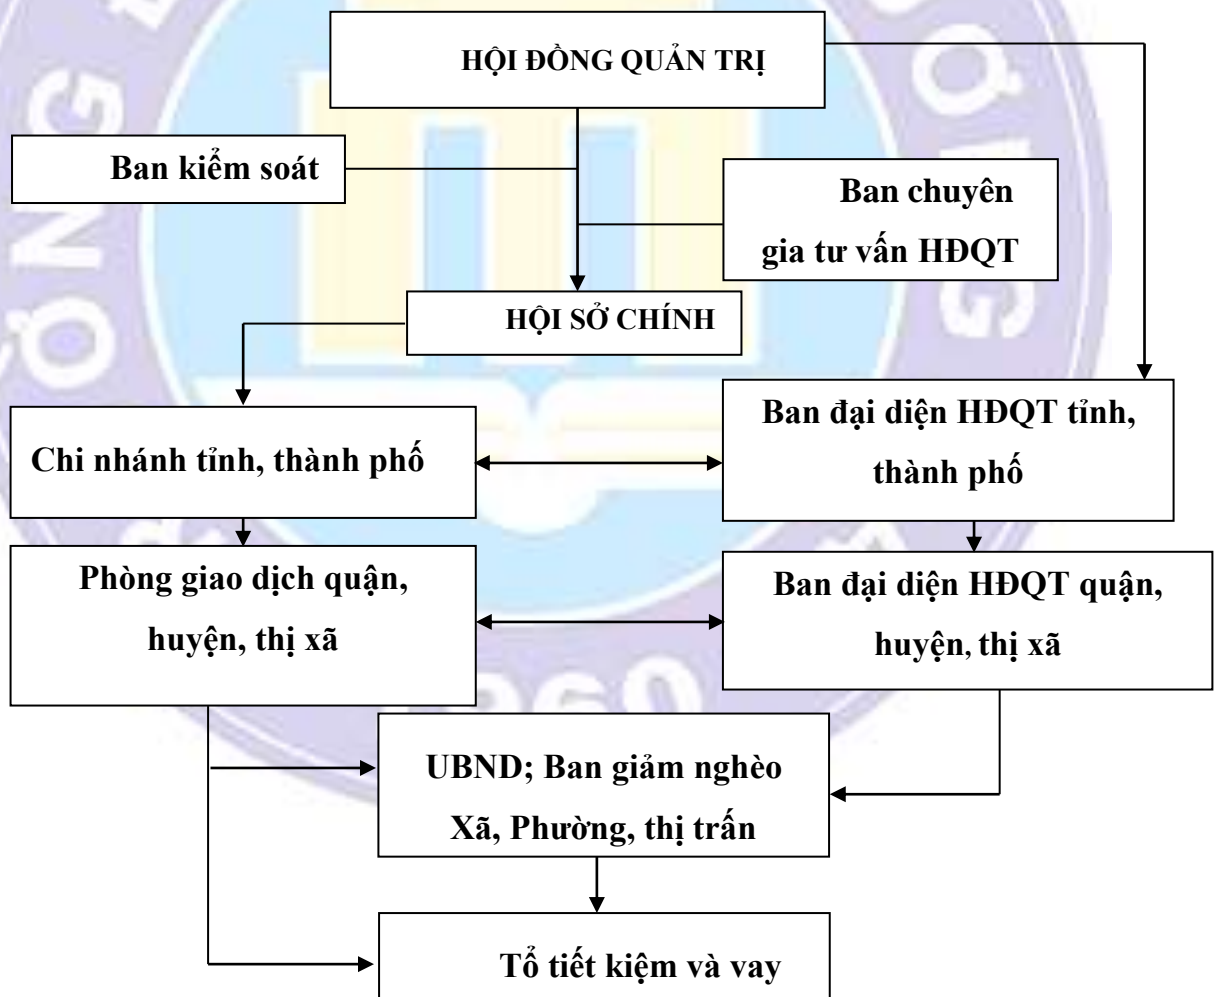 HỘI ĐỒNG QUẢN TRỊ
Ban kiểm soát
Ban chuyên
gia tư vấn HĐQT
HỘI SỞ CHÍNH
Chi nhánh tỉnh, thành phố
Ban đại diện HĐQT tỉnh,
thành phố
Phòng giao dịch quận,
huyện, thị xã
Ban đại diện HĐQT quận,
huyện, thị xã
UBND; Ban giảm nghèo
Xã, Phường, thị trấn
Tổ tiết kiệm và vay